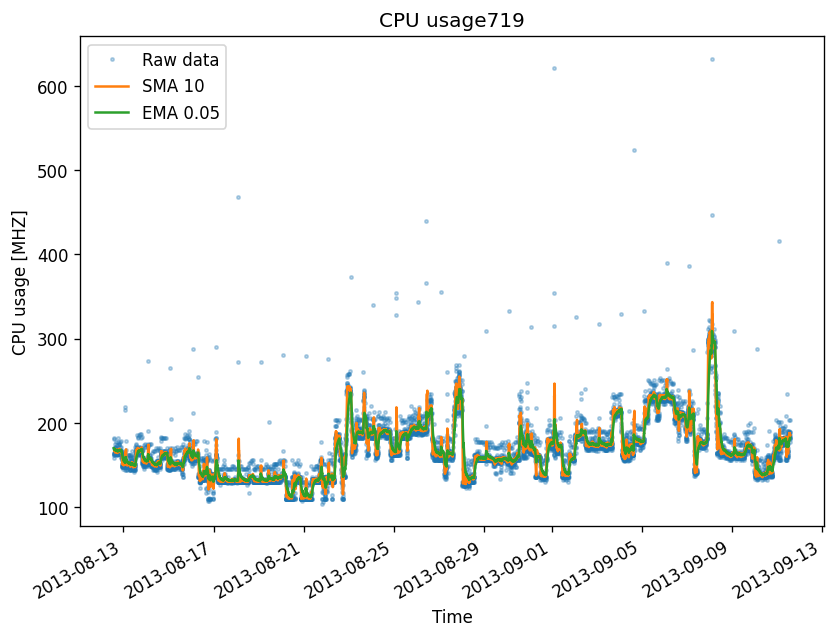 CPU usage719
Raw data
SMA 10
EMA 0.05
CPU usage [MHZ]
600
500
400
300
200
100
2013-08-13
2013-08-17
2013-08-21
2013-08-25
2013-08-29
2013-09-01
2013-09-05
2013-09-09
2013-09-13
Time